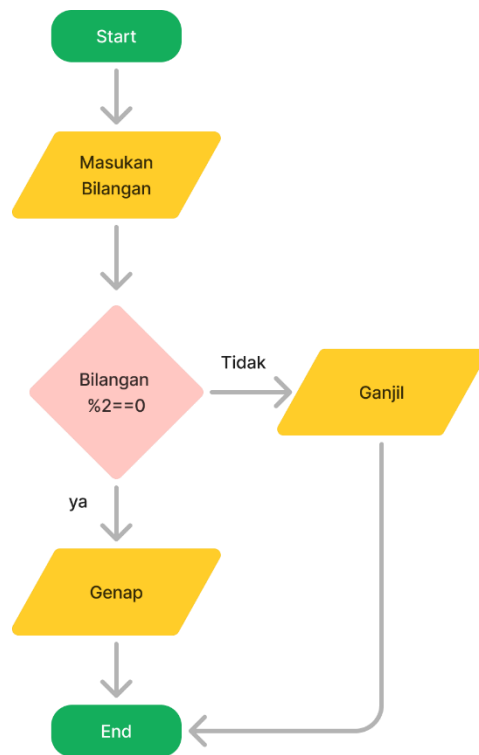 Start
Masukan
Bilangan
Bilangan
%2==0
Tidak
Ganjil
ya
Genap
End